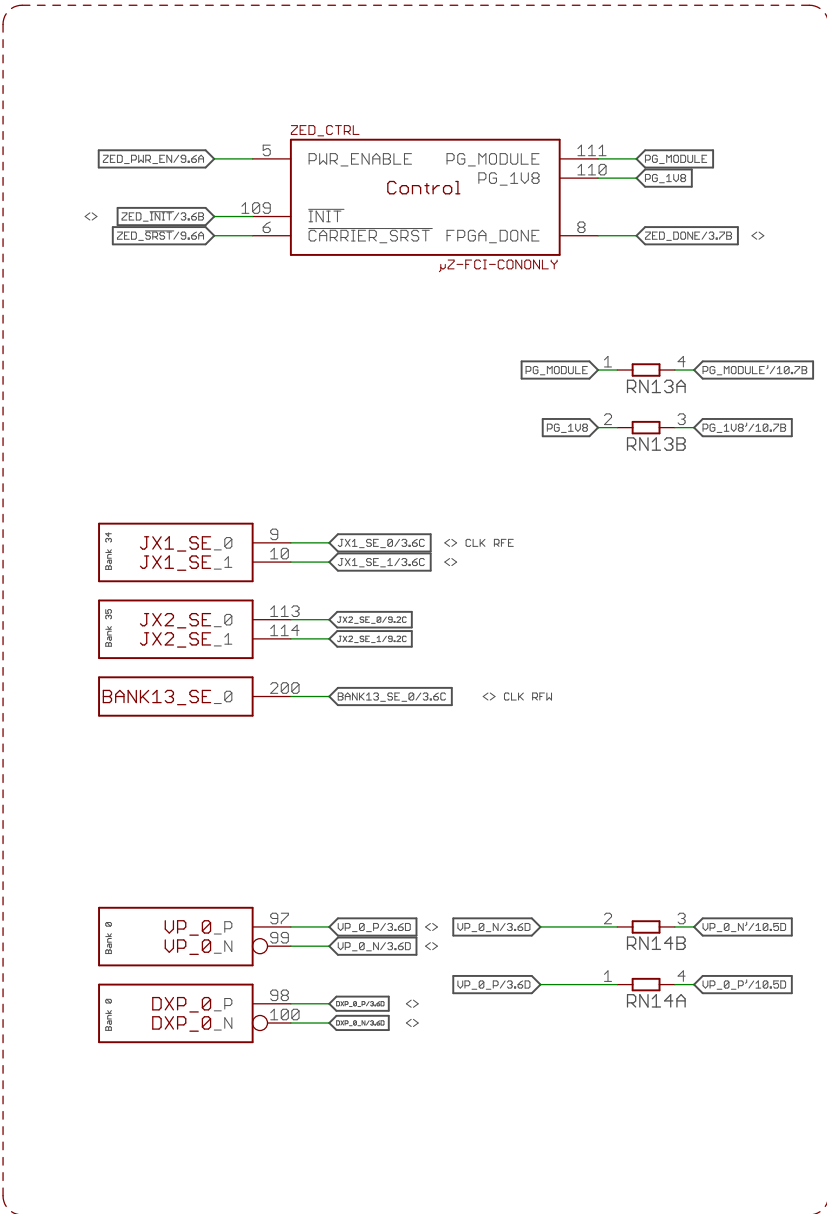 ZED_CTRL
ZED_PWR_EN/9.6A 5 PWR_ENABLE PG_MODULE 111 PG_MODULE
PG_1V8 110 PG_1V8
Control
<> ZED_INIT/3.6B 109 INIT
ZED_SRST/9.6A 6 CARRIER_SRST FPGA_DONE 8 ZED_DONE/3.7B <>
µZ-FCI-CONONLY
PG_MODULE 1 4 PG_MODULE'/10.7B
RN13A
PG_1V8 2 3 PG_1V8'/10.7B
RN13B
Bank 34
JX1_SE_0 9 JX1_SE_0/3.6C <> CLK RFE
JX1_SE_1 10 JX1_SE_1/3.6C <>
Bank 35
JX2_SE_0 113 JX2_SE_0/9.2C
JX2_SE_1 114 JX2_SE_1/9.2C
BANK13_SE_0 200 BANK13_SE_0/3.6C <> CLK RFW
Bank 0
VP_0_P 97 VP_0_P/3.6D <> VP_0_N/3.6D 2 3 VP_0_N'/10.5D
VP_0_N 99 VP_0_N/3.6D <>
RN14B
VP_0_P/3.6D 1 4 VP_0_P'/10.5D
RN14A
Bank 0
DXP_0_P 98 DXP_0_P/3.6D <>
DXP_0_N 100 DXP_0_N/3.6D <>